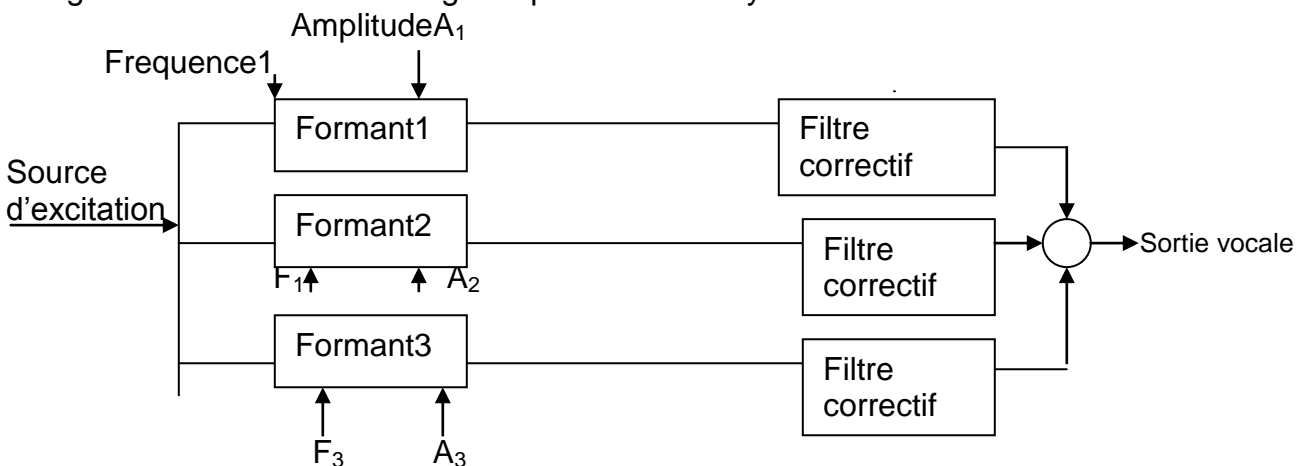 AmplitudeA₁
Frequence1
Formant1
Filtre
correctif
Source
d'excitation
Formant2
F₁
A₂
Filtre
correctif
Sortie vocale
Formant3
F₃
A₃
Filtre
correctif